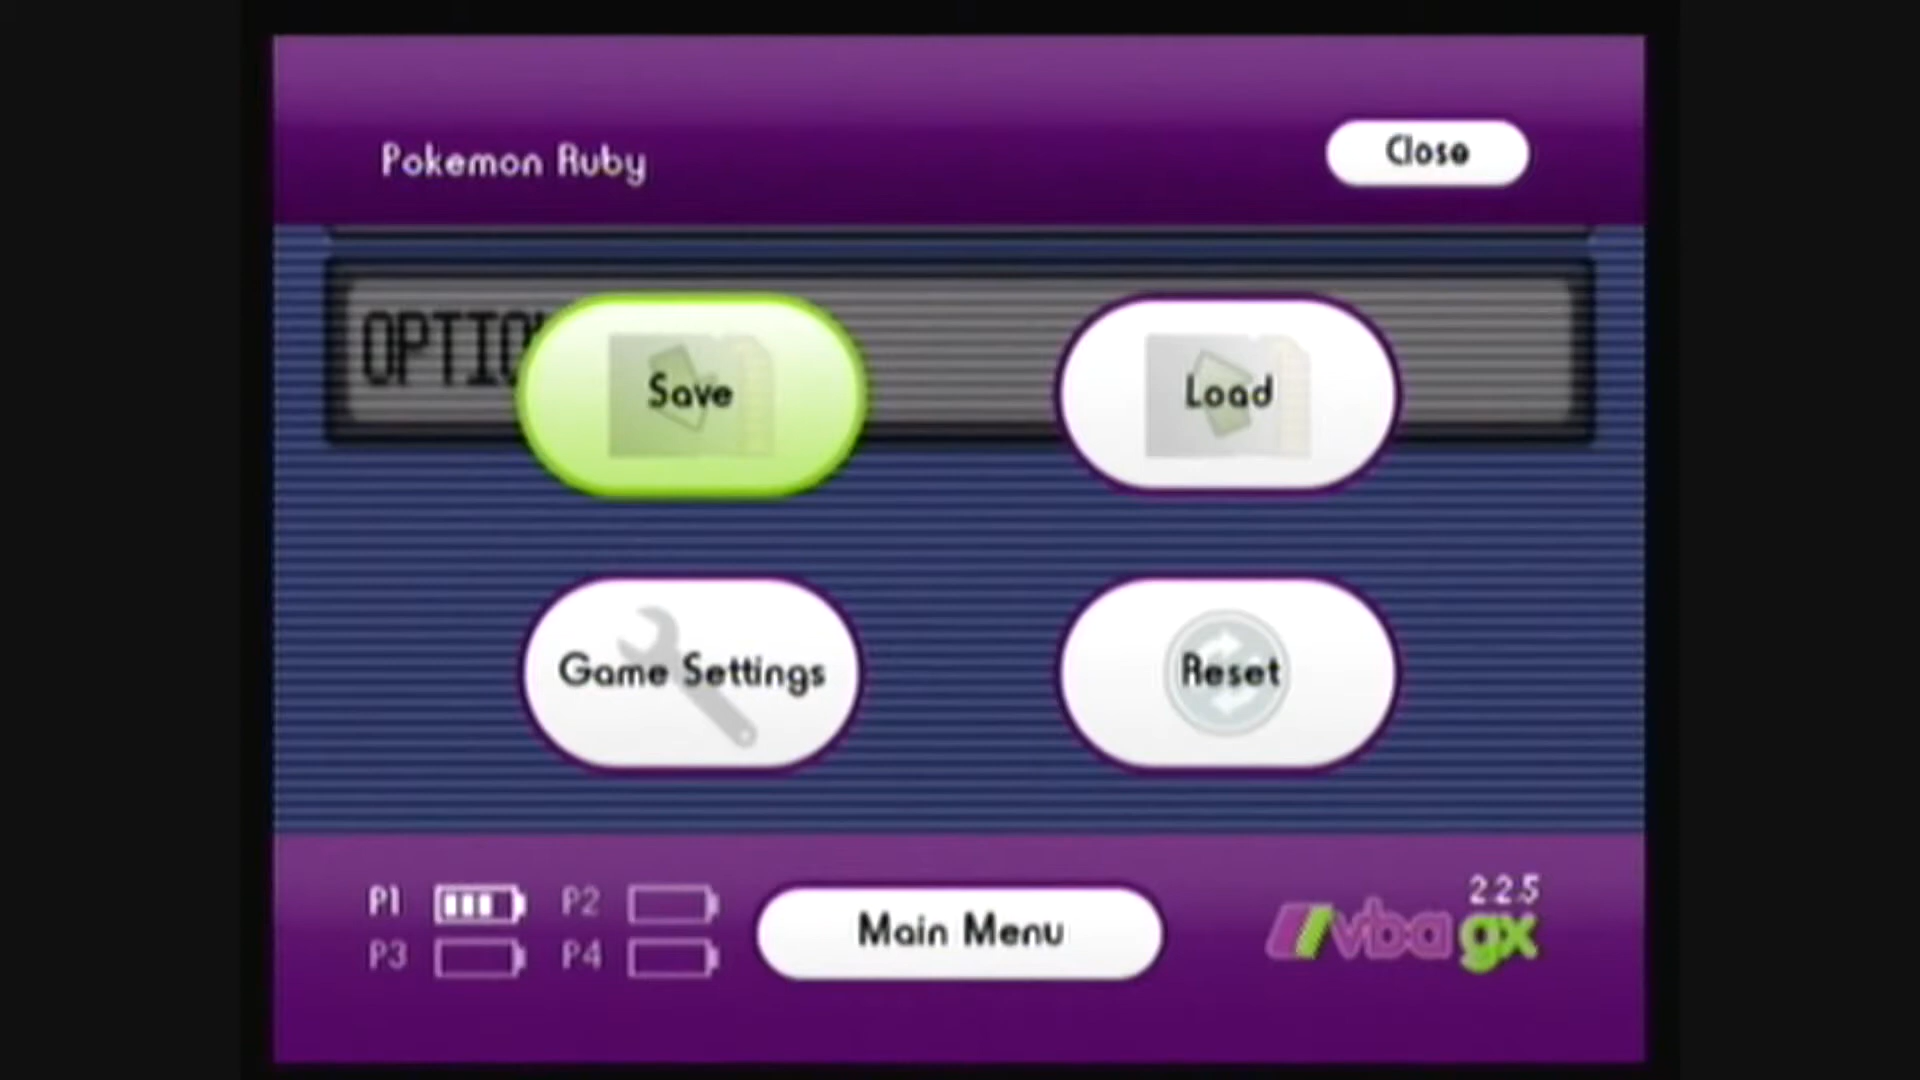 Pokemon Ruby
Close
OPTION
Save
Load
Game Settings
Reset
P1
P2
P3
P4
Main Menu
2.2.5
vba gx